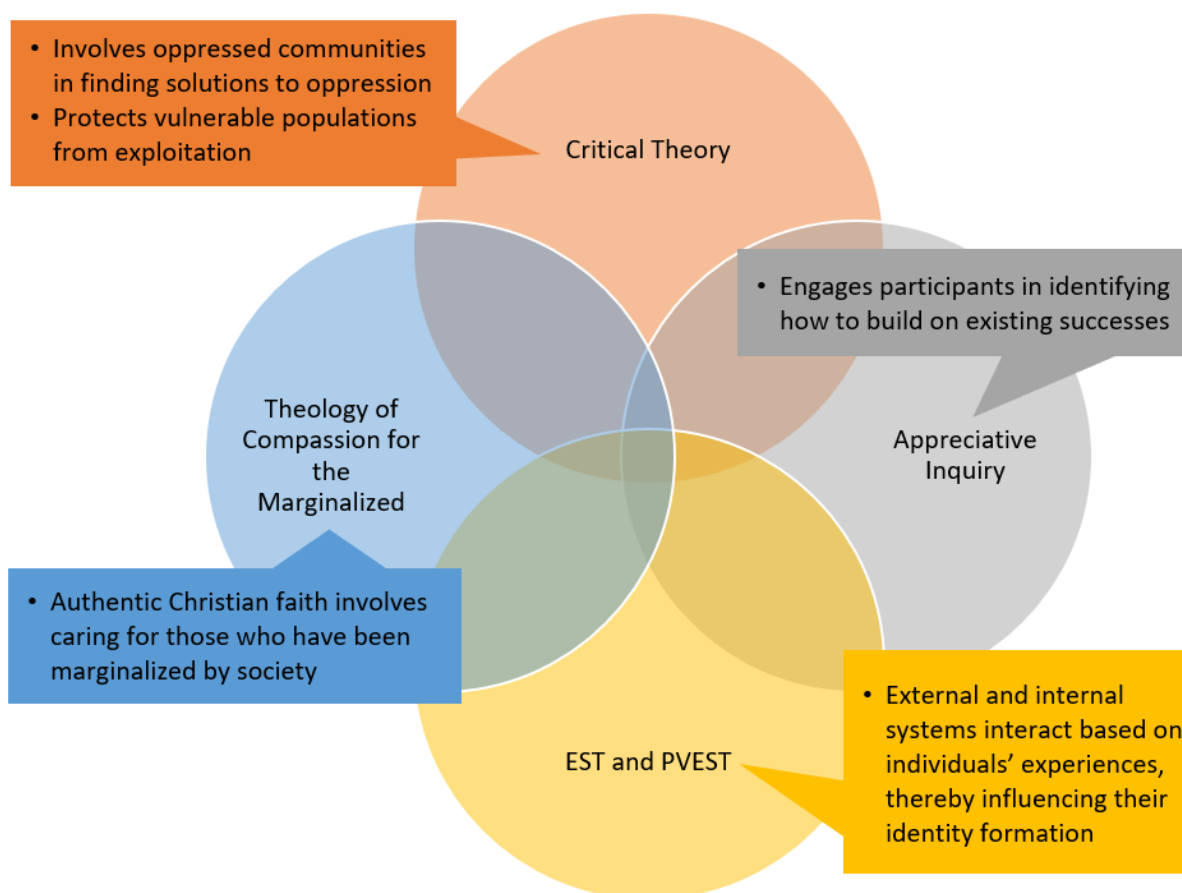 • Involves oppressed communities
in finding solutions to oppression
• Protects vulnerable populations
from exploitation
Critical Theory
• Engages participants in identifying
how to build on existing successes
Theology of
Compassion for
the
Marginalized
Appreciative
Inquiry
• Authentic Christian faith involves
caring for those who have been
marginalized by society
EST and PVEST
• External and internal
systems interact based on
individuals’ experiences,
thereby influencing their
identity formation